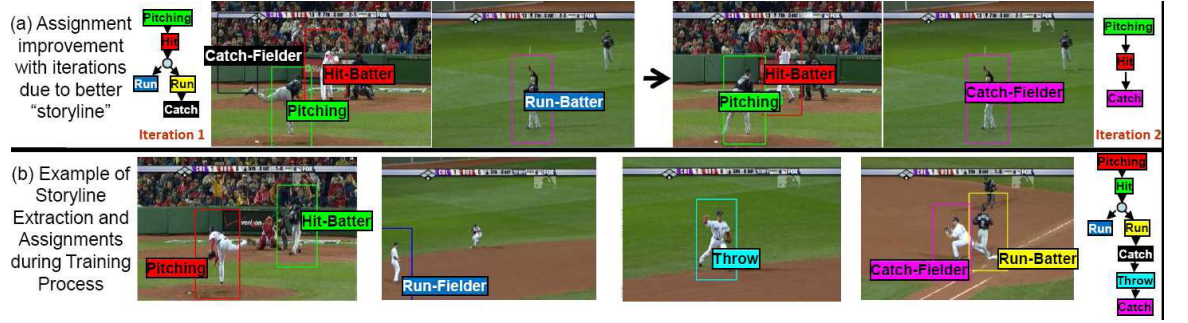 (a) Assignment
improvement
with iterations
due to better
“storyline”
Pitching
Hit
Run
Run
Catch
Iteration 1
Catch-Fielder
Hit-Batter
Pitching
Run-Batter
Hit-Batter
Pitching
Catch-Fielder
Pitching
Hit
Catch
Iteration 2
(b) Example of
Storyline
Extraction and
Assignments
during Training
Process
Pitching
Hit-Batter
Run-Fielder
Throw
Catch-Fielder
Run-Batter
Pitching
Hit
Run
Run
Catch
Throw
Catch